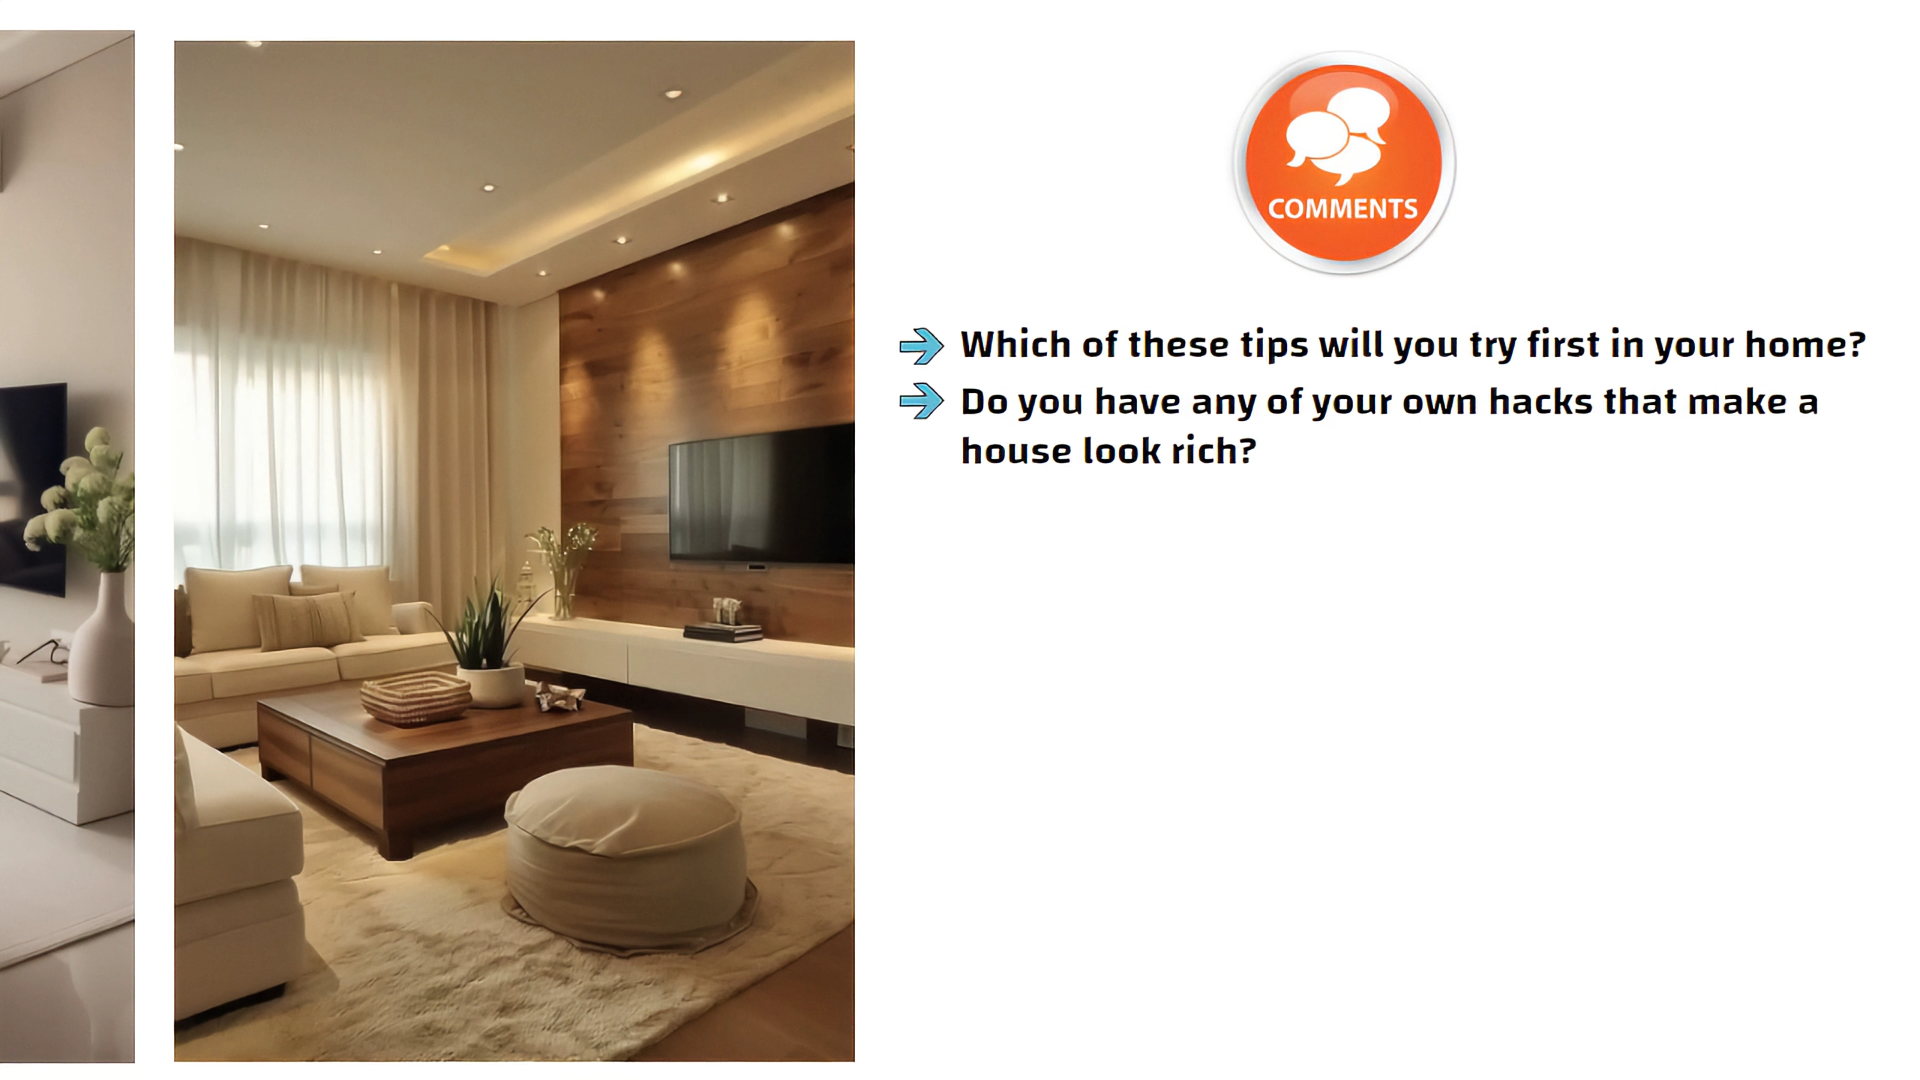 COMMENTS
Which of these tips will you try first in your home?
Do you have any of your own hacks that make a
house look rich?